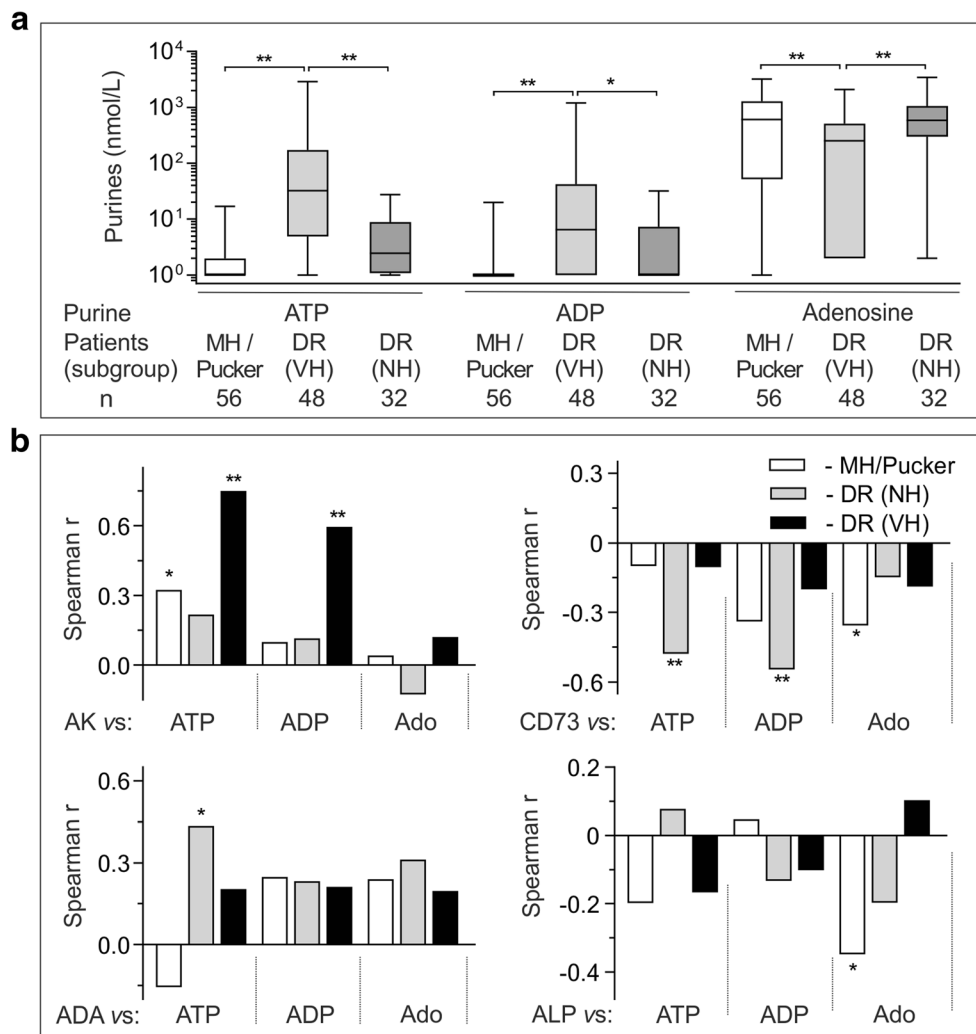 a
Purines (nmol/L)
10⁴
10³
10²
10¹
10⁰
** **
** *
** **
Purine ATP ADP Adenosine
Patients MH / DR DR MH / DR DR MH / DR DR
(subgroup) Pucker (VH) (NH) Pucker (VH) (NH) Pucker (VH) (NH)
n 56 48 32 56 48 32 56 48 32
b
Spearman r
0.6
0.3
0.0
*
**
**
AK vs: ATP ADP Ado
- MH/Pucker
- DR (NH)
- DR (VH)
Spearman r
0.3
0
-0.3
-0.6
**
**
*
CD73 vs: ATP ADP Ado
Spearman r
0.6
0.3
0.0
*
ADA vs: ATP ADP Ado
Spearman r
0.2
0
-0.2
-0.4
*
ALP vs: ATP ADP Ado